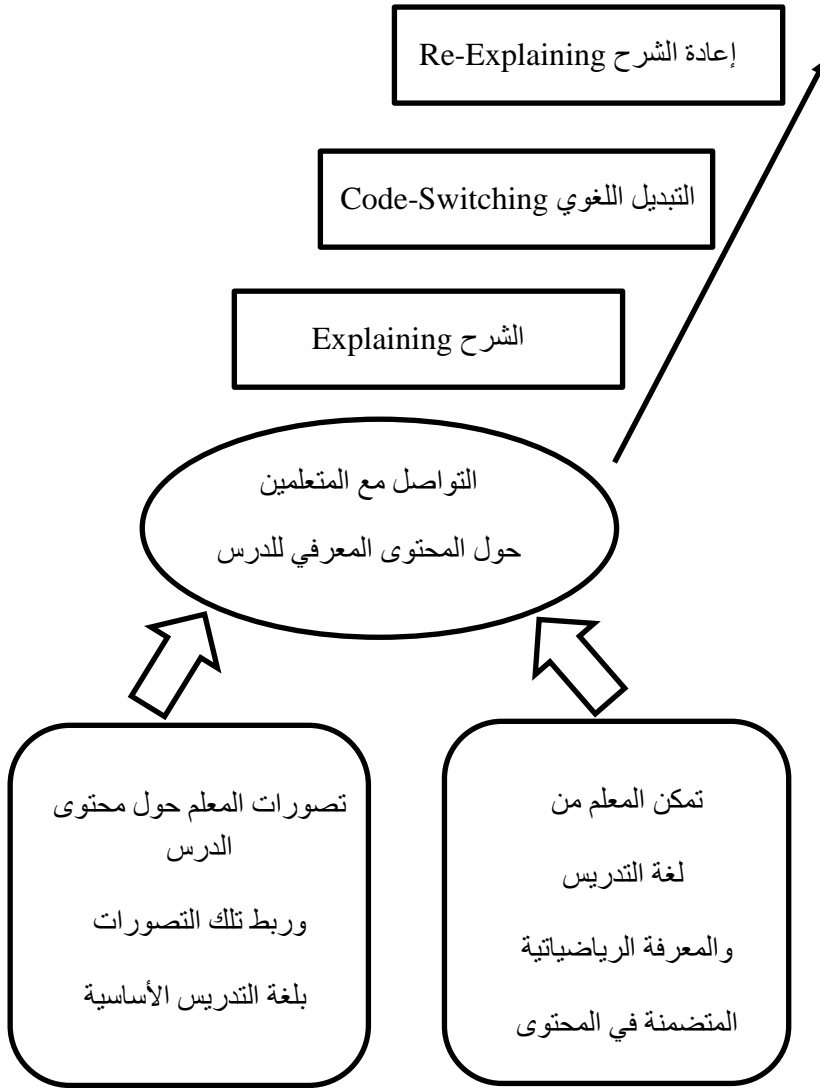 إعادة الشرح Re-Explaining
التبديل اللغوي Code-Switching
الشرح Explaining
التواصل مع المتعلمين
حول المحتوى المعرفي للدرس
تمكن المعلم من
لغة التدريس
والمعرفة الرياضياتية
المتضمنة في المحتوى
تصورات المعلم حول محتوى
الدرس
وربط تلك التصورات
بلغة التدريس الأساسية